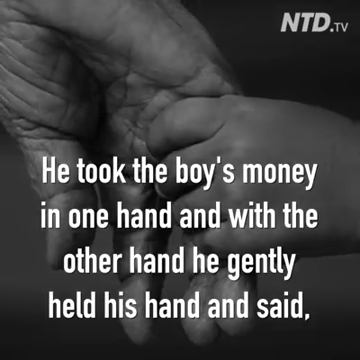 NTD.TV
He took the boy's money
in one hand and with the
other hand he gently
held his hand and said,